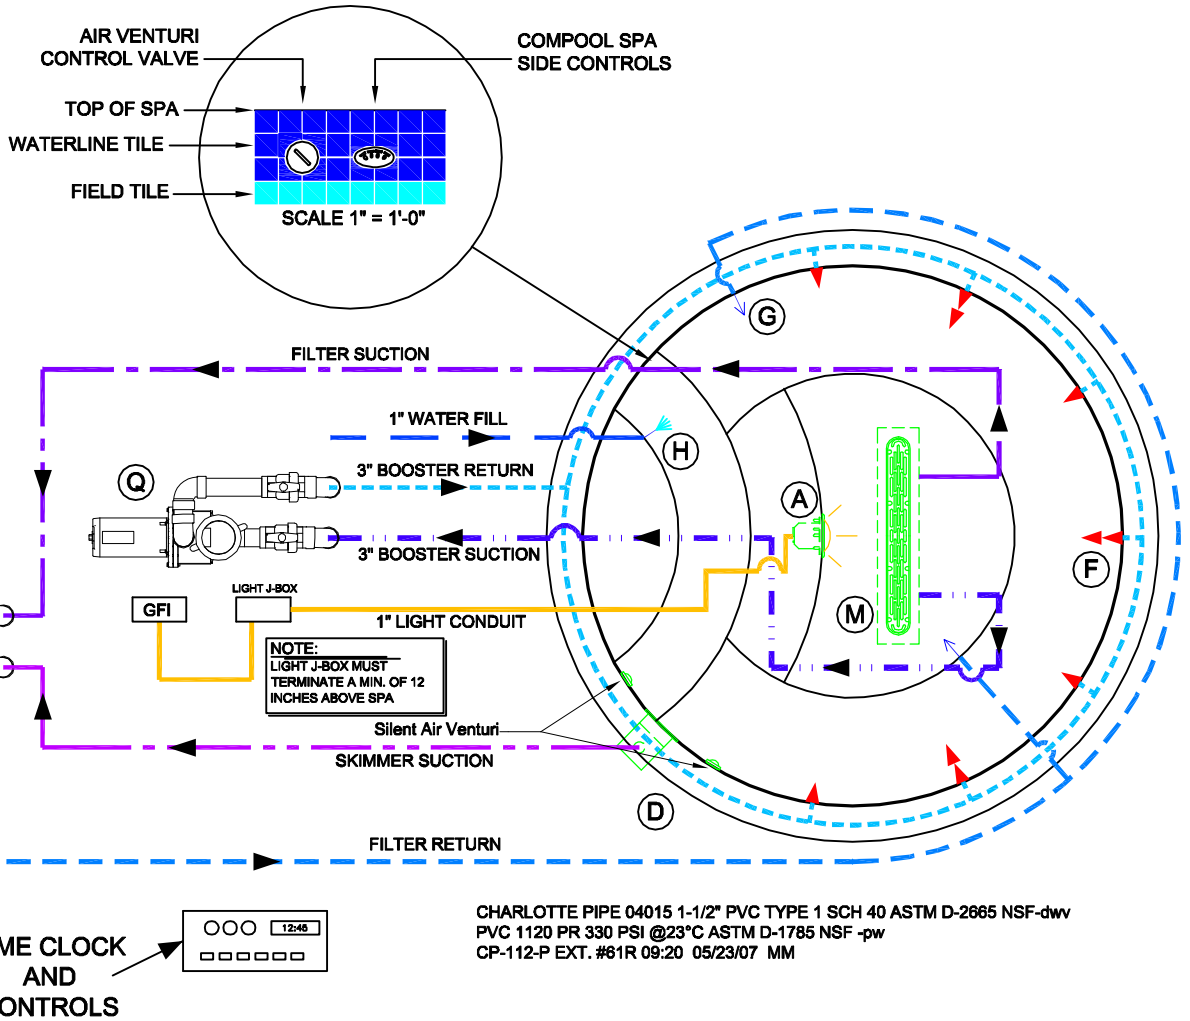 AIR VENTURI
CONTROL VALVE
COMPOOL SPA
SIDE CONTROLS
TOP OF SPA
WATERLINE TILE
FIELD TILE
SCALE 1" = 1'-0"
G
FILTER SUCTION
1" WATER FILL
H
3" BOOSTER RETURN
Q
A
3" BOOSTER SUCTION
F
LIGHT J-BOX
GFI
M
1" LIGHT CONDUIT
NOTE:
LIGHT J-BOX MUST
TERMINATE A MIN. OF 12
INCHES ABOVE SPA
Silent Air Venturi
SKIMMER SUCTION
D
FILTER RETURN
CHARLOTTE PIPE 04015 1-1/2" PVC TYPE 1 SCH 40 ASTM D-2665 NSF-dwv
PVC 1120 PR 330 PSI @23°C ASTM D-1785 NSF -pw
CP-112-P EXT. #61R 09:20 05/23/07 MM
12:45
ME CLOCK
AND
ONTROLS